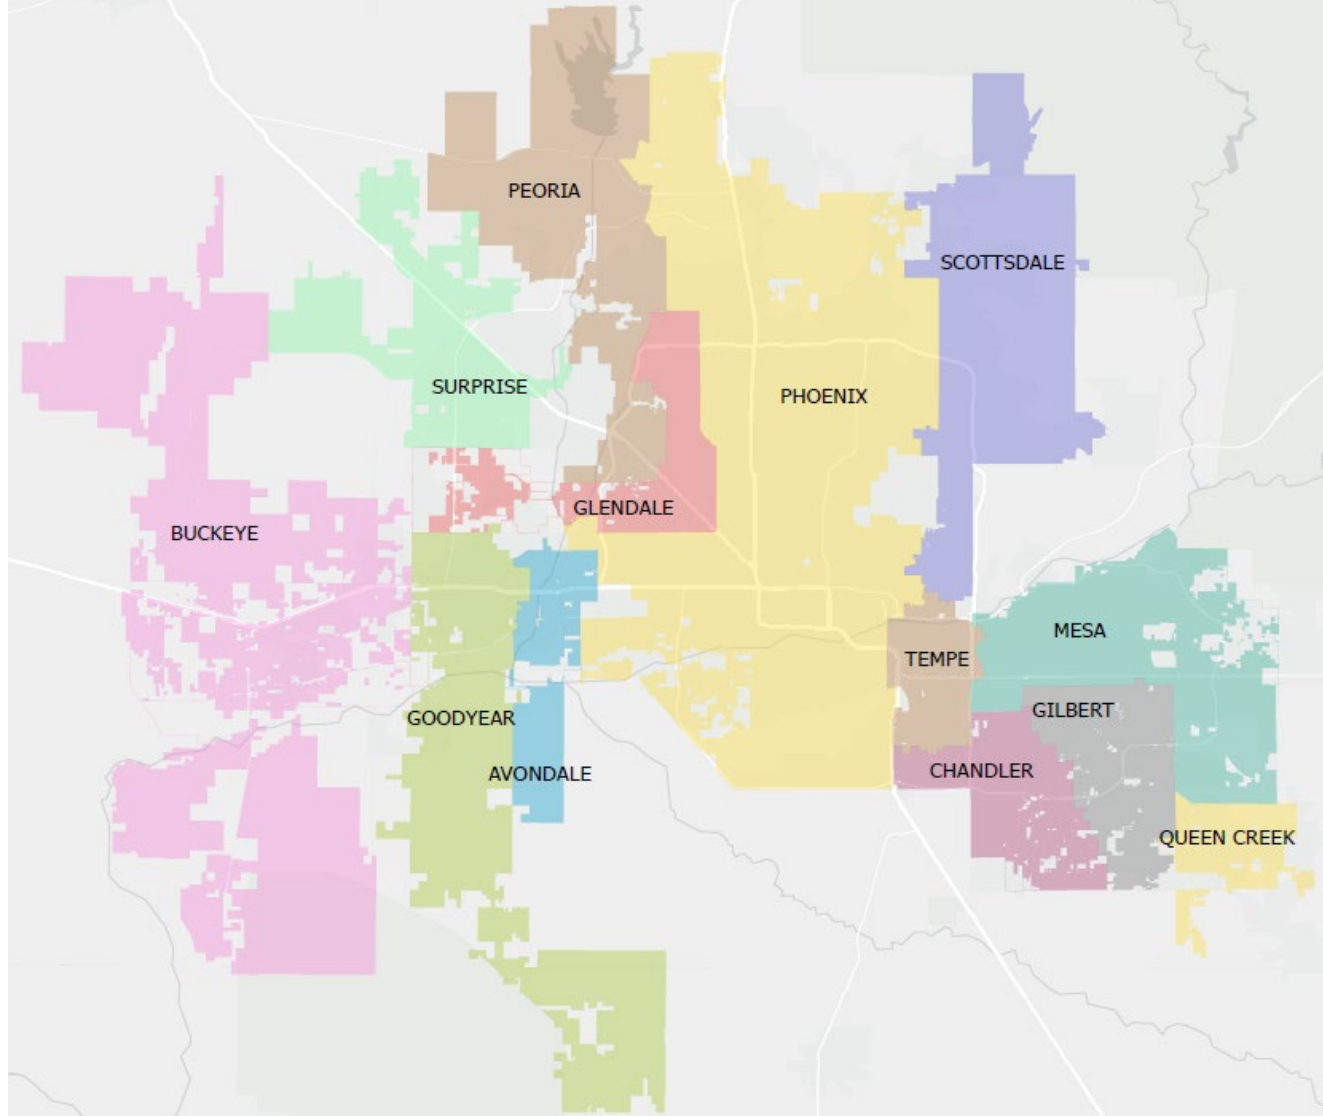 PEORIA
SCOTTSDALE
SURPRISE
PHOENIX
GLENDALE
BUCKEYE
MESA
TEMPE
GOODYEAR
GILBERT
AVONDALE
CHANDLER
QUEEN CREEK